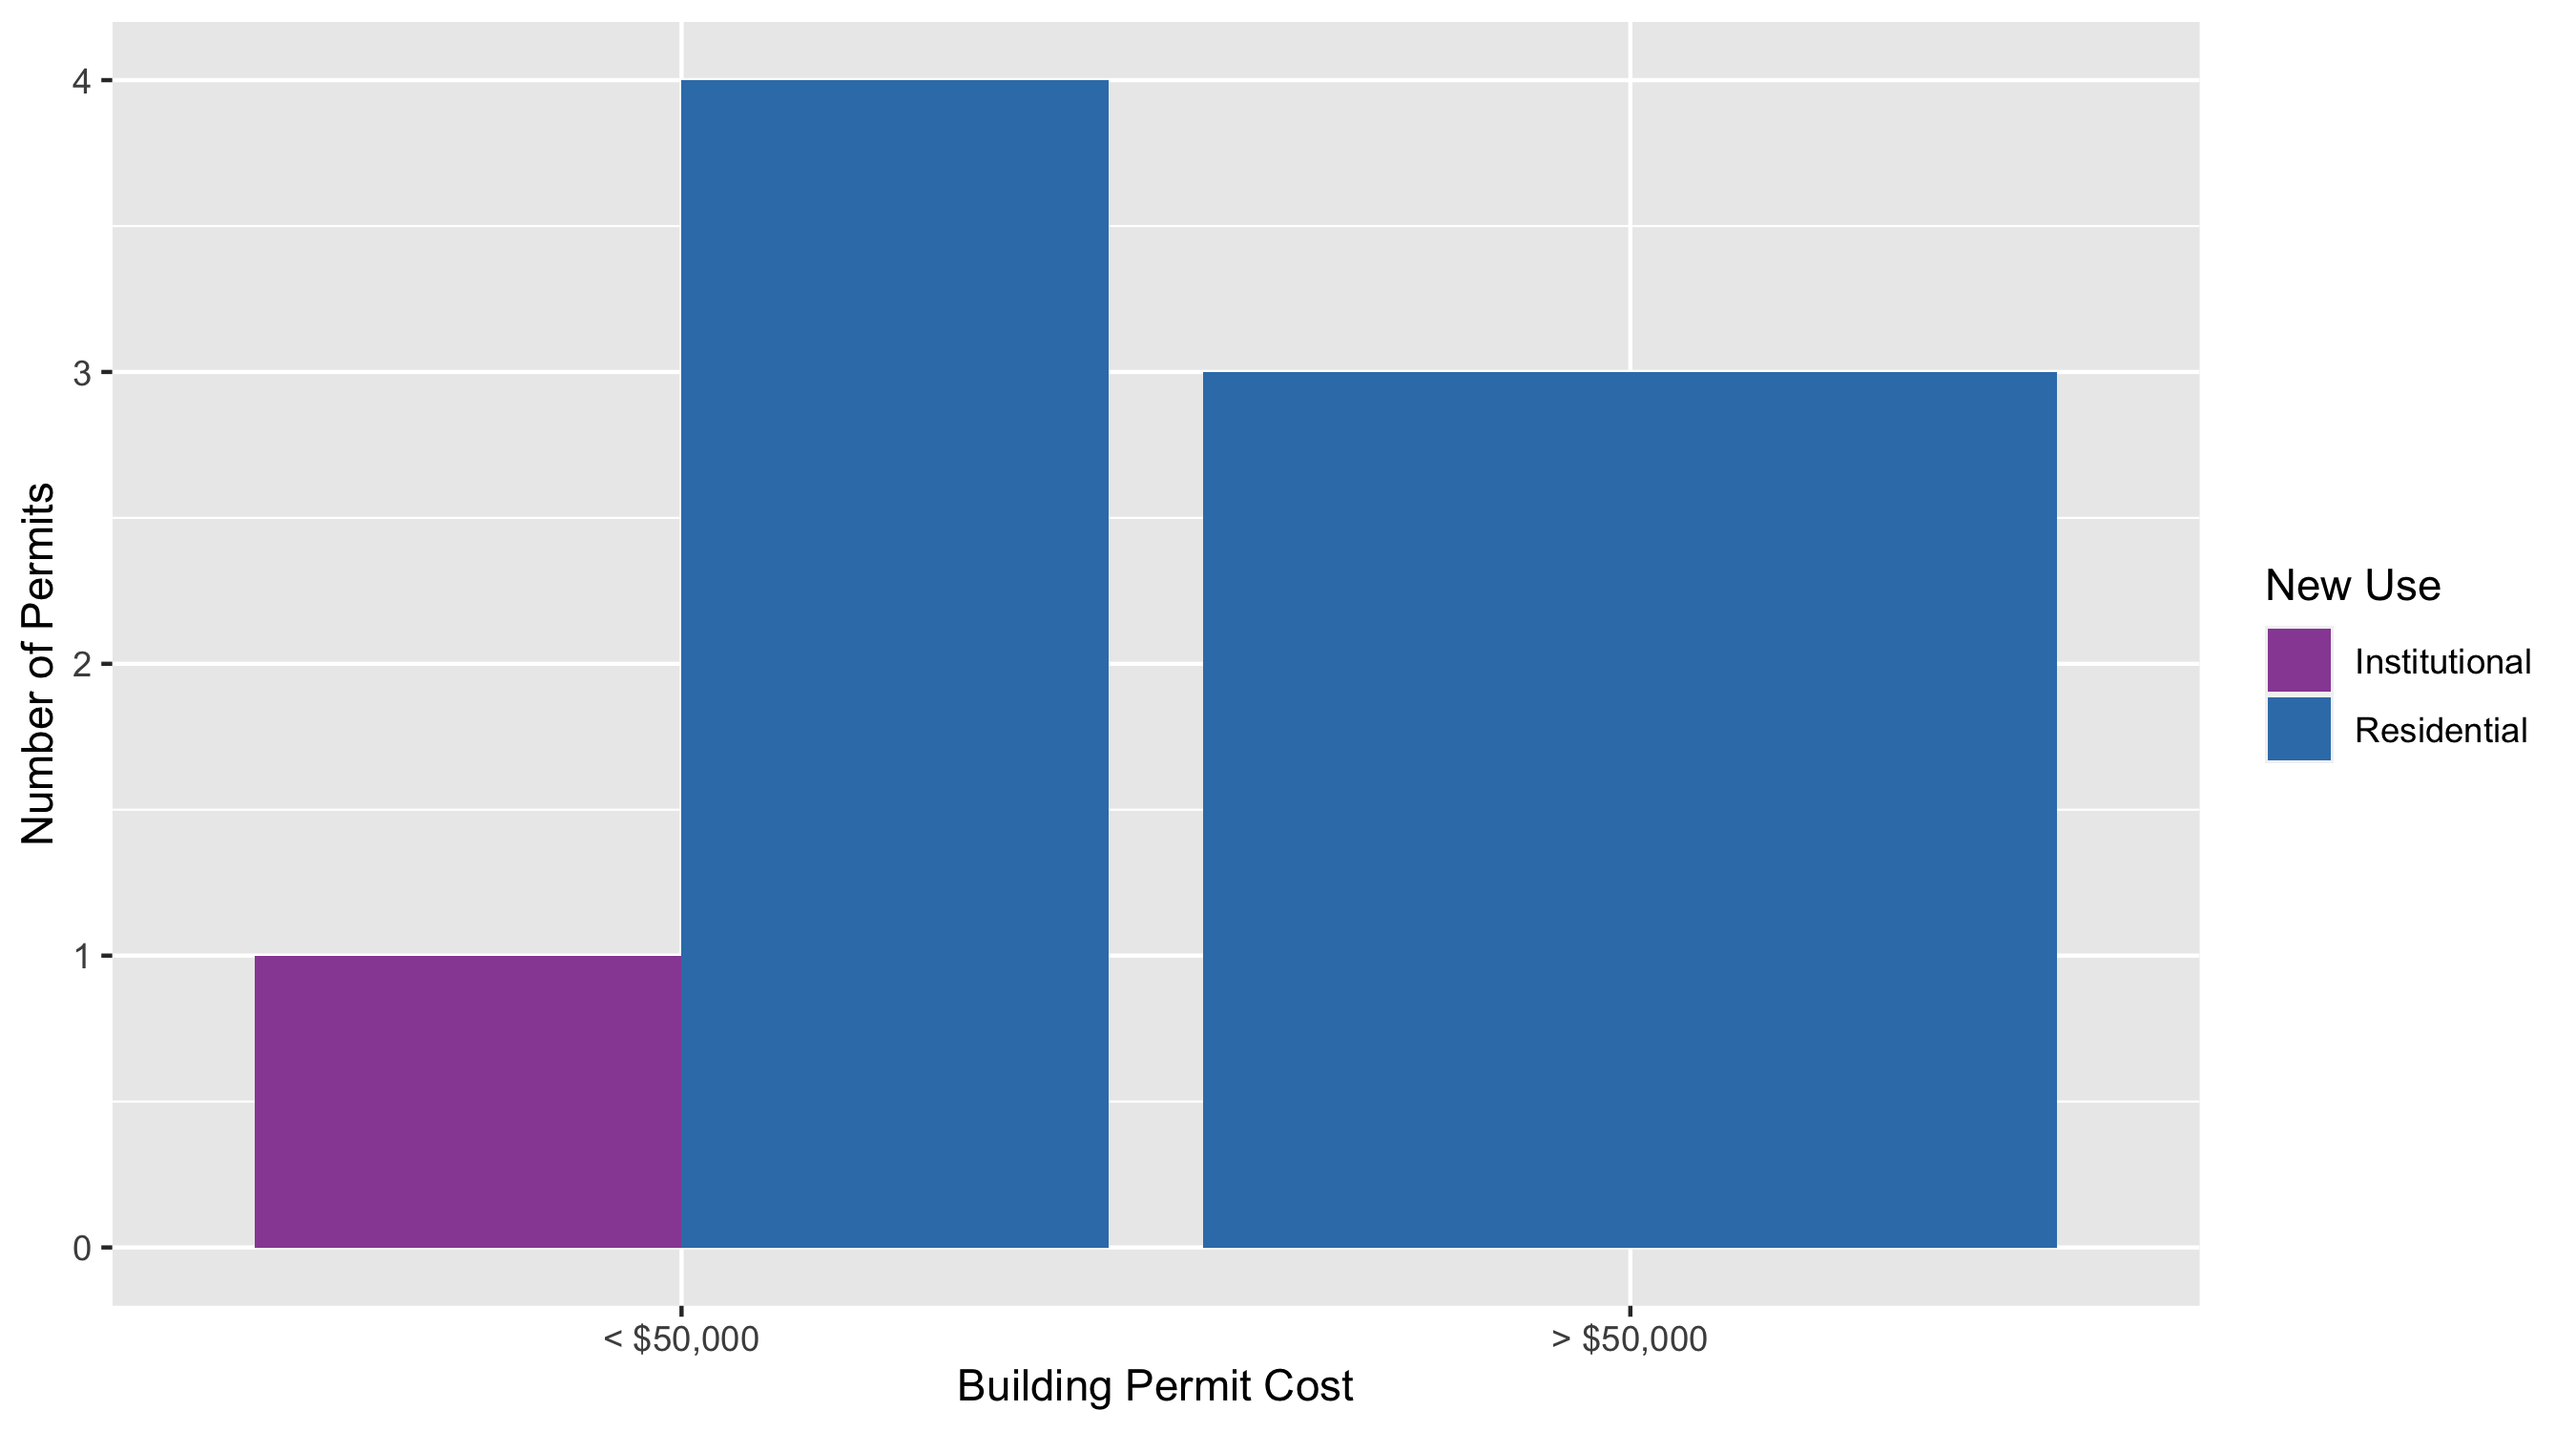 4
3
2
1
0
Number of Permits
< $50,000
> $50,000
Building Permit Cost
New Use
Institutional
Residential